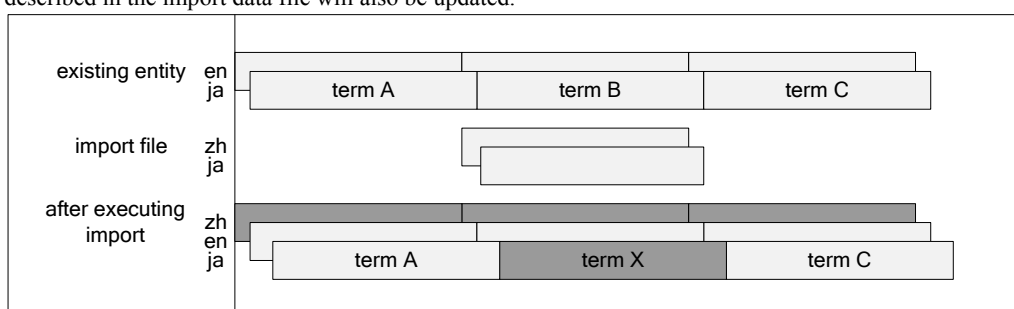 described in the import data file will also be updated.
existing entity en
ja
term A term B term C
import file zh
ja
after executing
import
zh
en
ja
term A term X term C